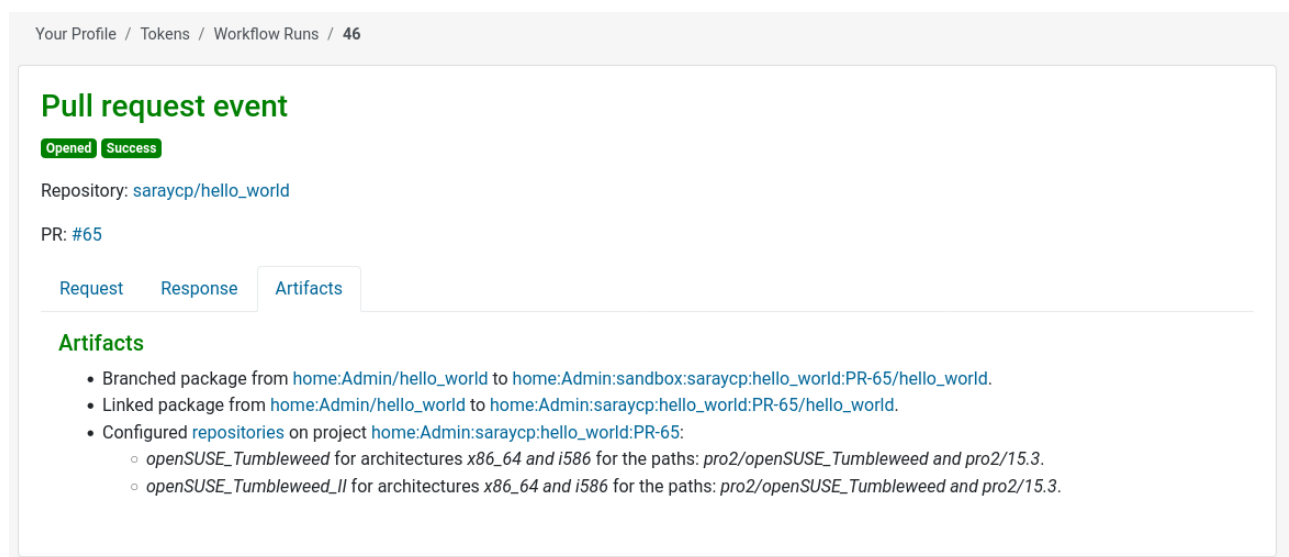 Your Profile / Tokens / Workflow Runs / 46
Pull request event
Opened Success
Repository: saraycp/hello_world
PR: #65
Request Response Artifacts
Artifacts
• Branched package from home:Admin/hello_world to home:Admin:sandbox:saraycp:hello_world:PR-65/hello_world.
• Linked package from home:Admin/hello_world to home:Admin:saraycp:hello_world:PR-65/hello_world.
• Configured repositories on project home:Admin:saraycp:hello_world:PR-65:
○ openSUSE_Tumbleweed for architectures x86_64 and i586 for the paths: pro2/openSUSE_Tumbleweed and pro2/15.3.
○ openSUSE_Tumbleweed_II for architectures x86_64 and i586 for the paths: pro2/openSUSE_Tumbleweed and pro2/15.3.